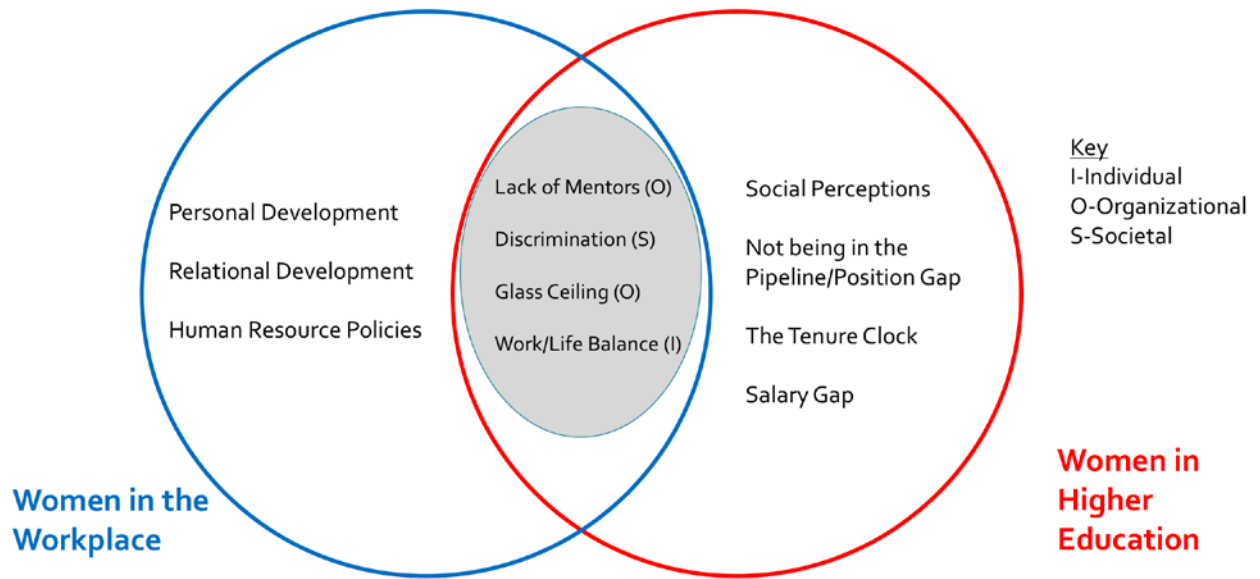 Personal Development
Relational Development
Human Resource Policies
Lack of Mentors (O)
Discrimination (S)
Glass Ceiling (O)
Work/Life Balance (I)
Social Perceptions
Not being in the
Pipeline/Position Gap
The Tenure Clock
Salary Gap
Key
I-Individual
O-Organizational
S-Societal
Women in the
Workplace
Women in
Higher
Education